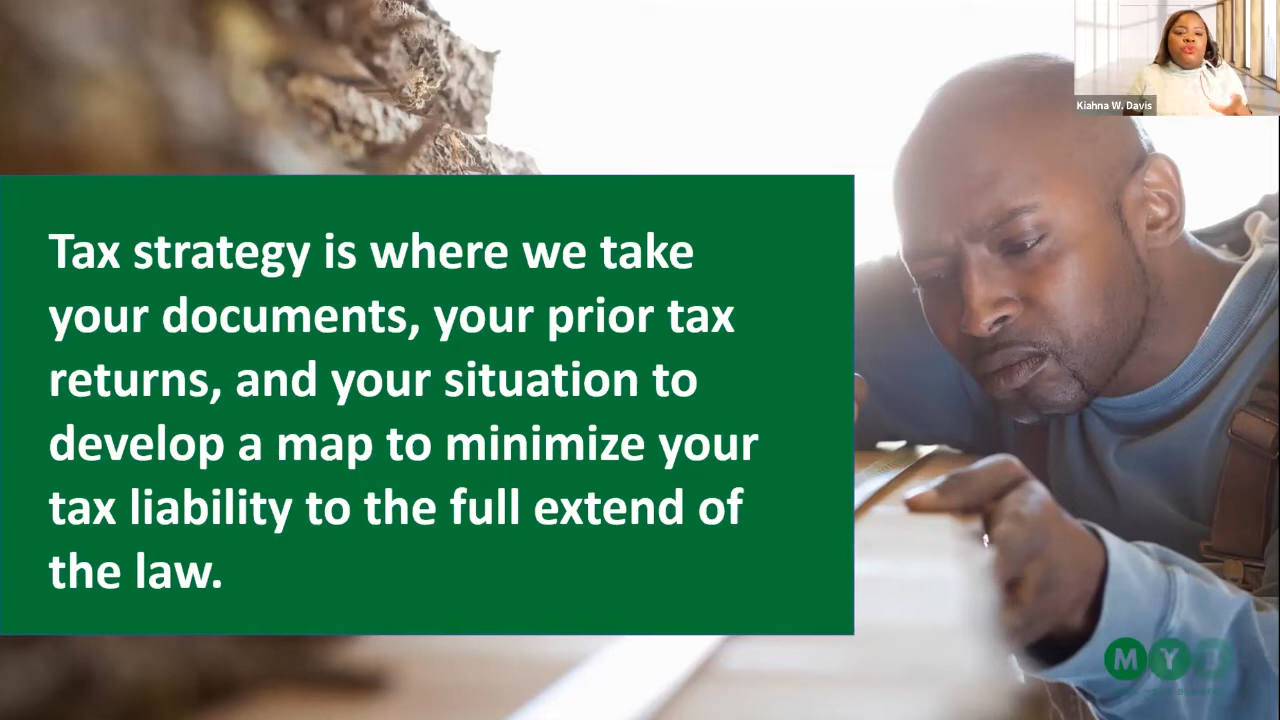 Kiahna W. Davis
Tax strategy is where we take
your documents, your prior tax
returns, and your situation to
develop a map to minimize your
tax liability to the full extend of
the law.
MYB